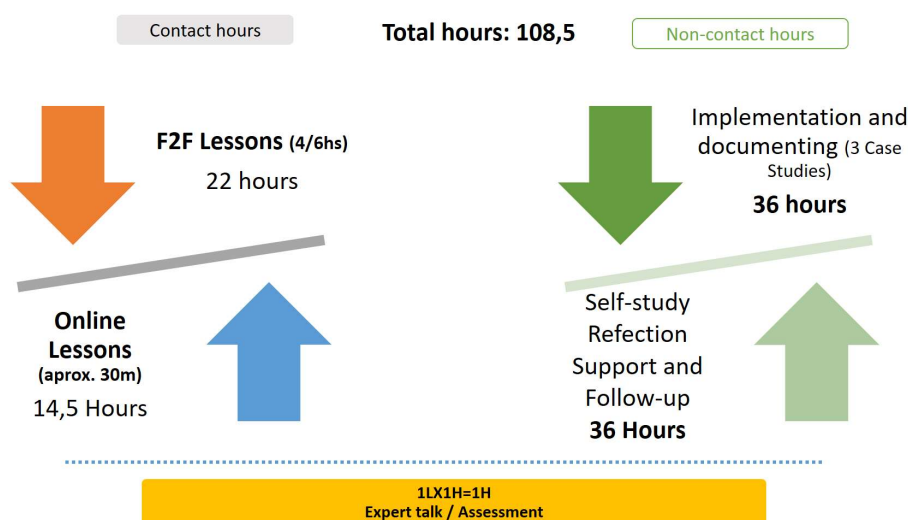 Contact hours
Total hours: 108,5
Non-contact hours
F2F Lessons (4/6hs)
22 hours
Implementation and
documenting (3 Case
Studies)
36 hours
Online
Lessons
(aprox. 30m)
14,5 Hours
Self-study
Refection
Support and
Follow-up
36 Hours
1LX1H=1H
Expert talk / Assessment